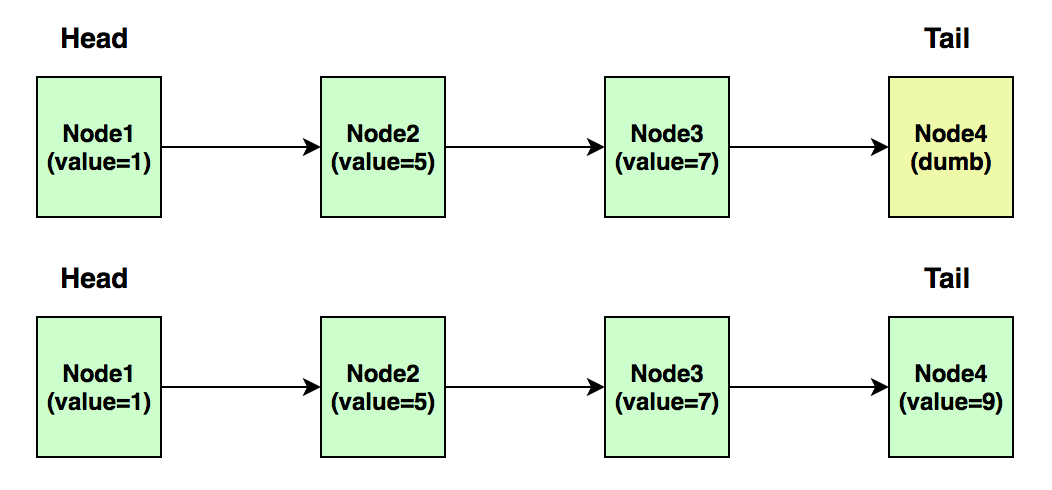 Head
Tail
Node1
(value=1)
Node2
(value=5)
Node3
(value=7)
Node4
(dumb)
Head
Tail
Node1
(value=1)
Node2
(value=5)
Node3
(value=7)
Node4
(value=9)